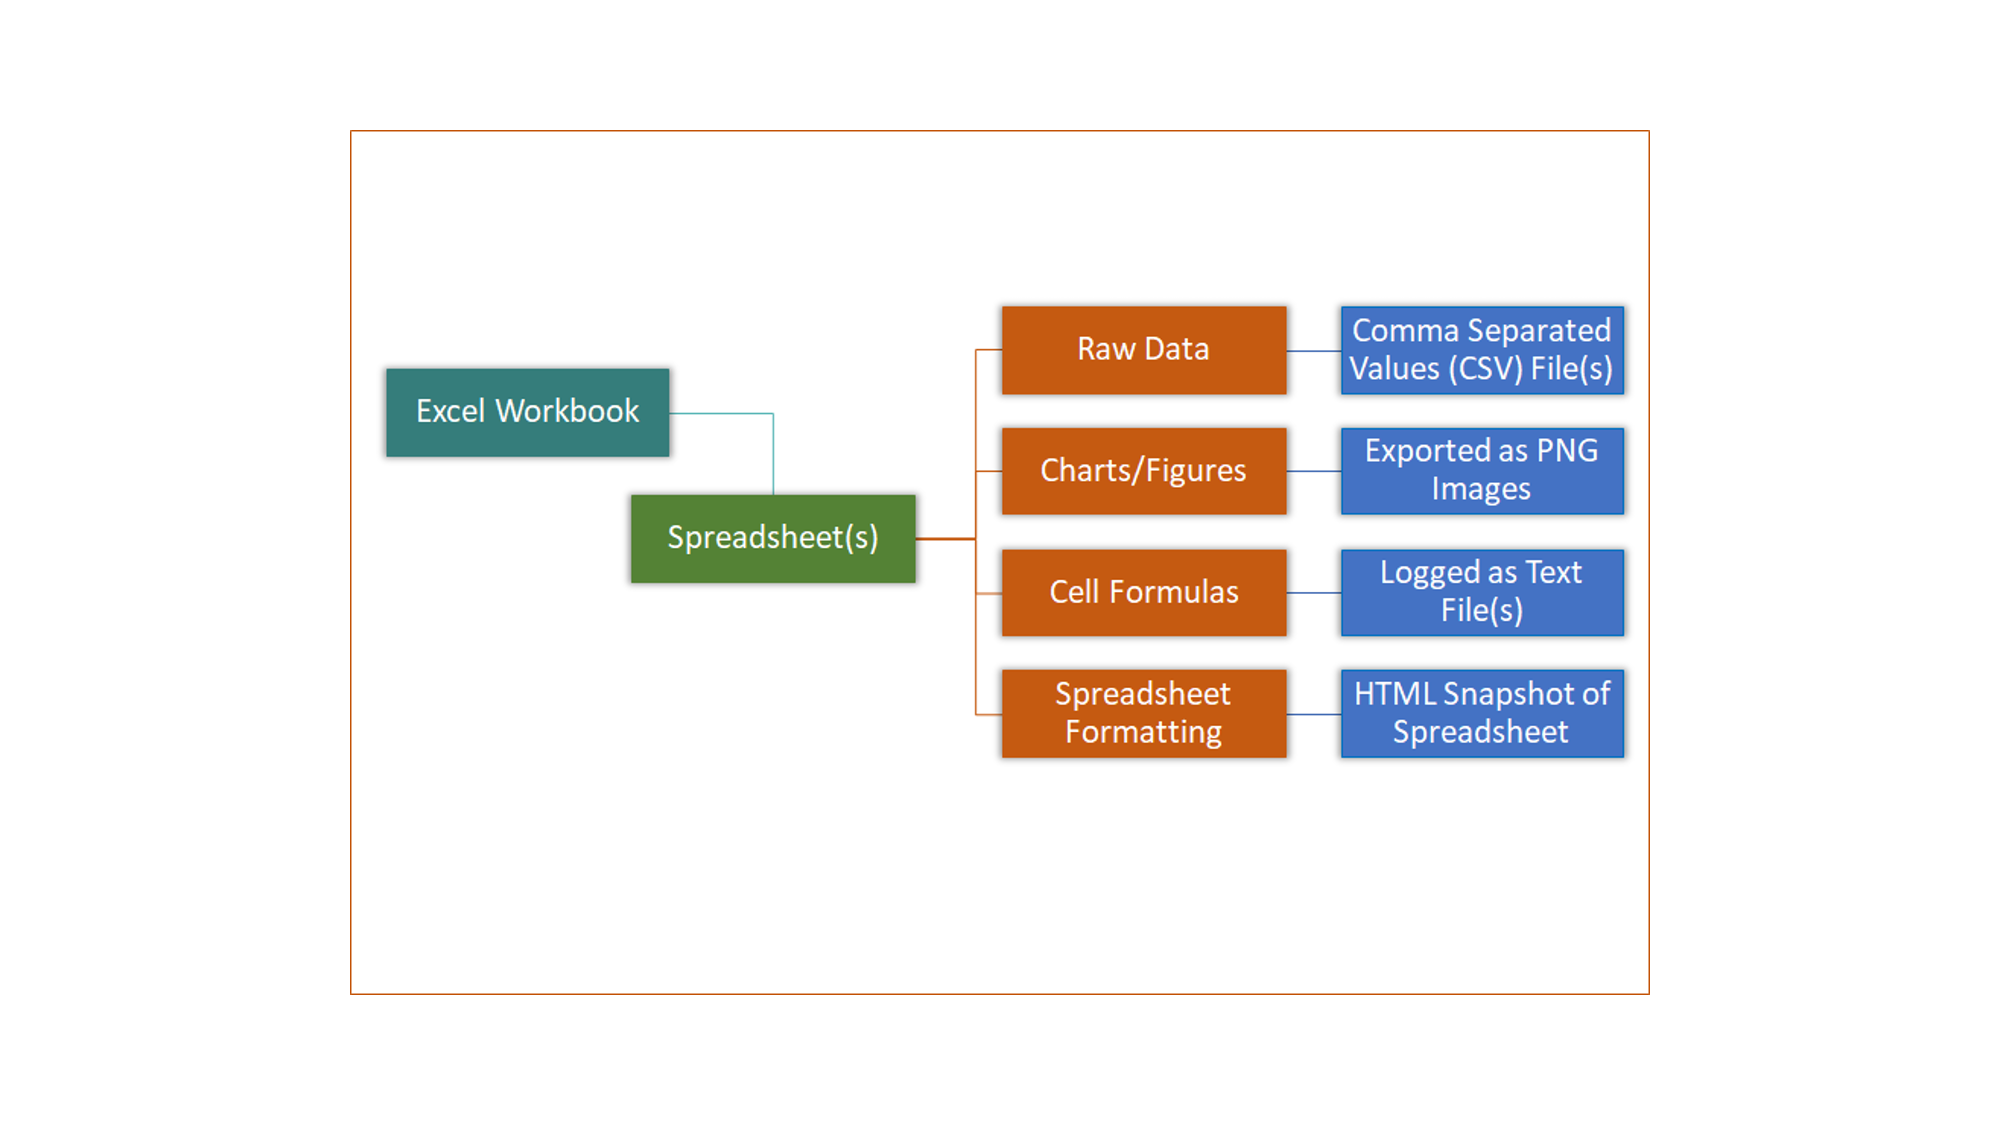 Excel Workbook
Spreadsheet(s)
Raw Data
Comma Separated
Values (CSV) File(s)
Charts/Figures
Exported as PNG
Images
Cell Formulas
Logged as Text
File(s)
Spreadsheet
Formatting
HTML Snapshot of
Spreadsheet